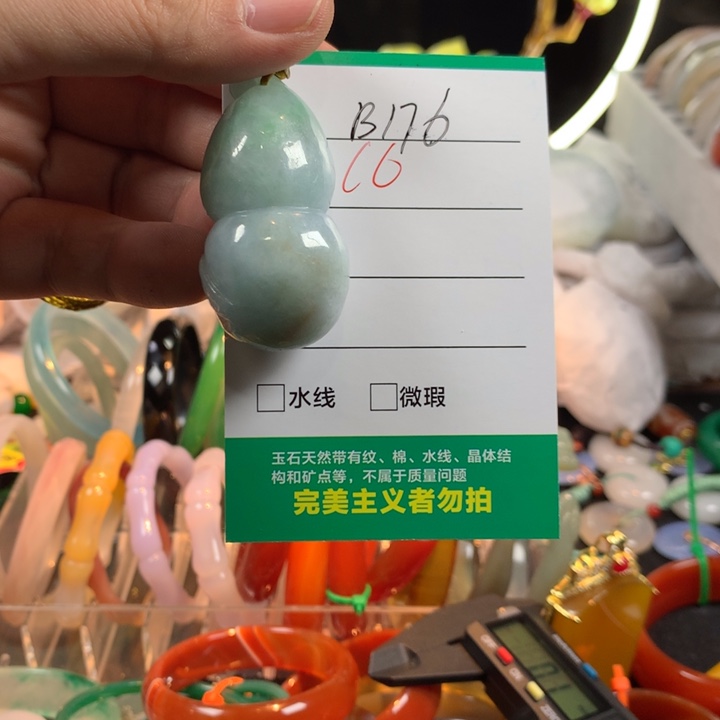 B176
C6
水线 微瑕
玉石天然带有纹、棉、水线、晶体结
构和矿点等，不属于质量问题
完美主义者勿拍